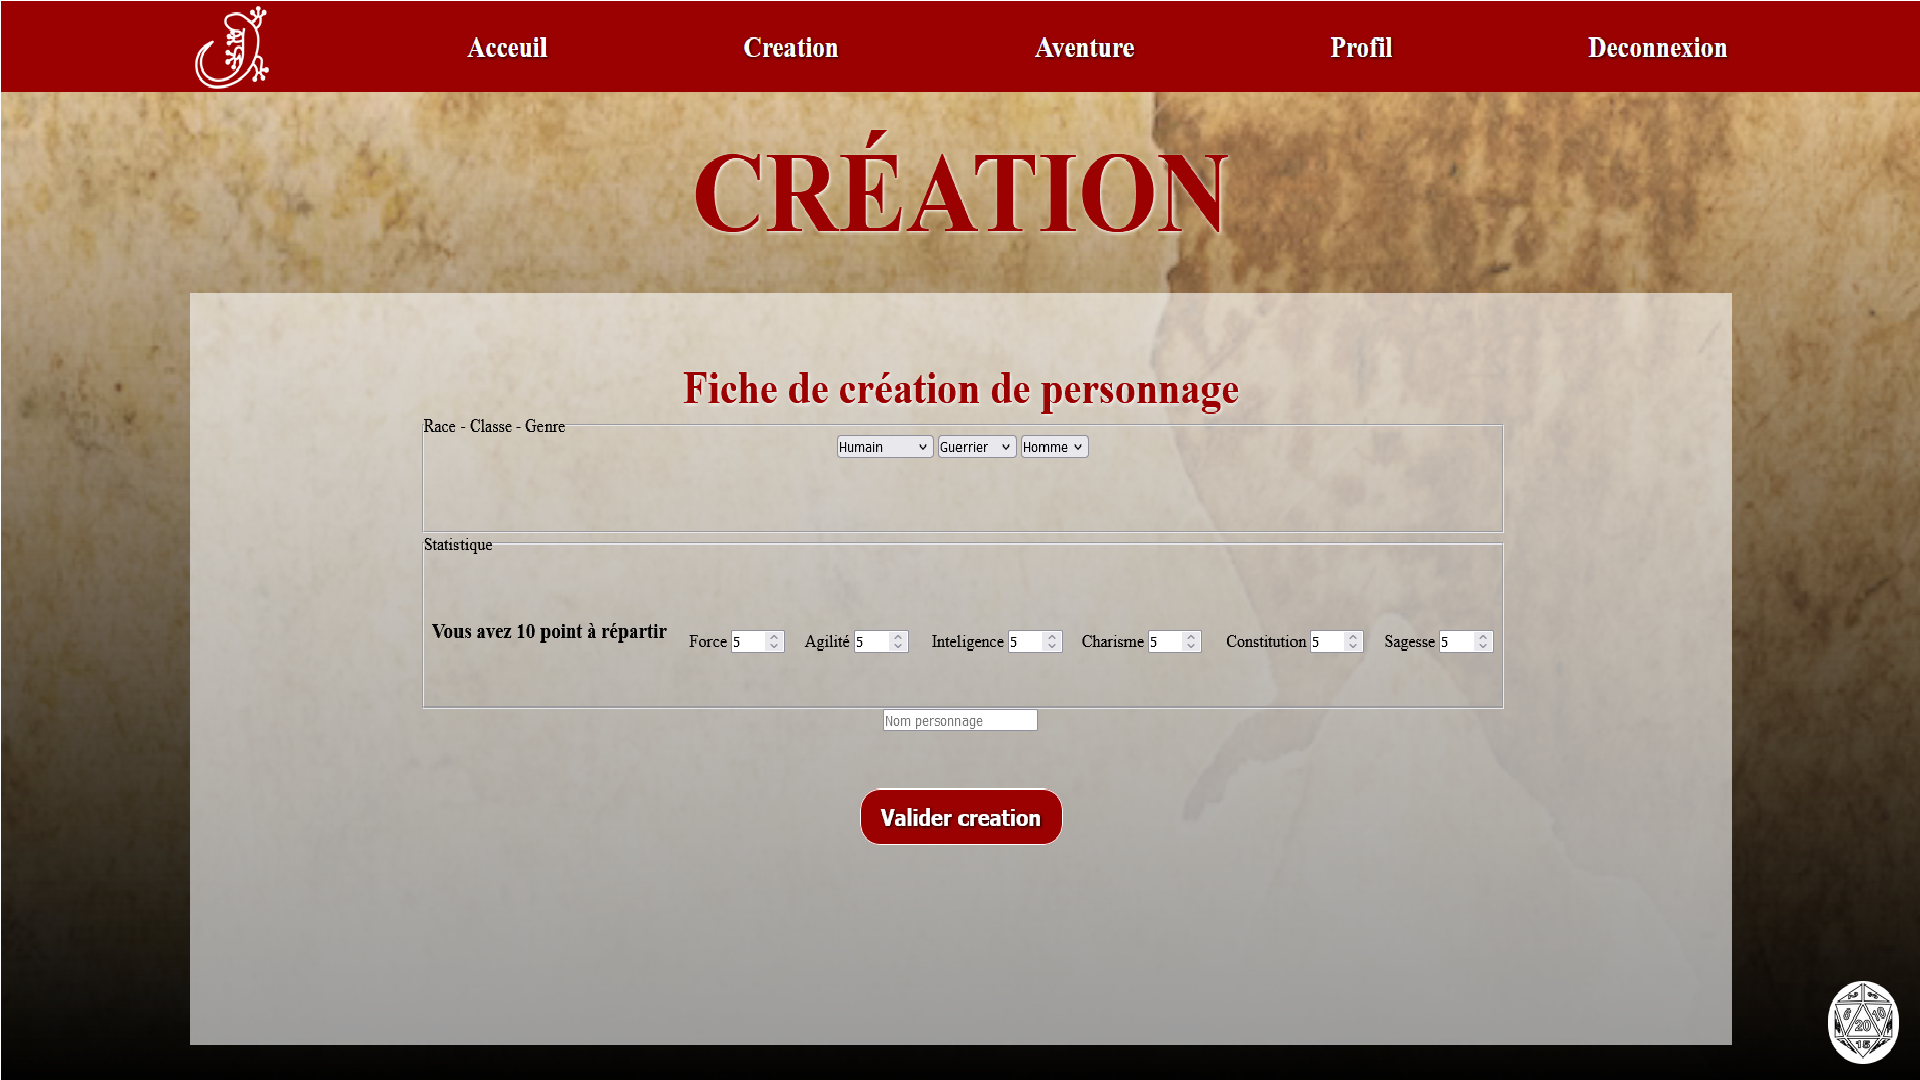 Acceuil Creation Aventure Profil Deconnexion
CRÉATION
Fiche de création de personnage
Race - Classe - Genre
Humain Guerrier Homme
Statistique
Vous avez 10 point à répartir Force 5 Agilité 5 Inteligence 5 Charisme 5 Constitution 5 Sagesse 5
Nom personnage
Valider creation
20
15